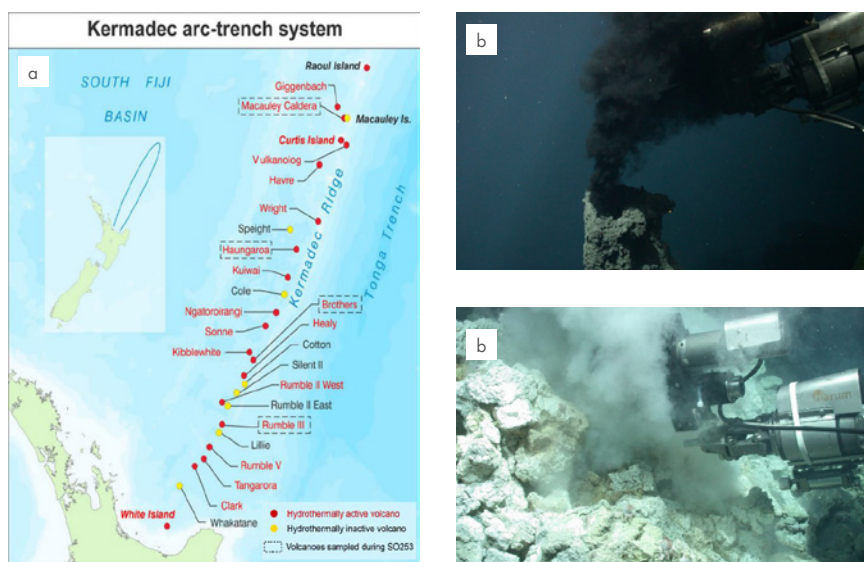 Kermadec arc-trench system
a
SOUTH FIJI
BASIN
Raoul Island
Giggenbach
Macauley Caldera
Macauley Is.
Curtis Island
Vulkanolog
Havre
Kermadec Ridge
Tonga Trench
Wright
Speight
Haungaroa
Kuiwai
Cole
Brothers
Ngatoroirangi
Healy
Sonne
Cotton
Kibblewhite
Silent II
Rumble II West
Rumble II East
Rumble III
Lillie
Rumble V
Tangarora
Clark
White Island
Whakatane
Hydrothermally active volcano
Hydrothermally inactive volcano
Volcanoes sampled during SO253
b
b